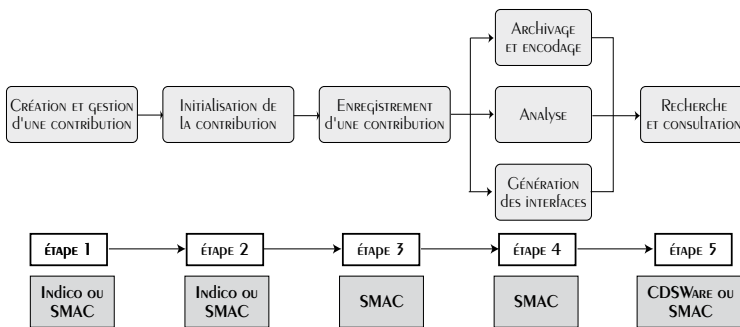 Archivage
et encodage
Création et gestion
d'une contribution
Initialisation de
la contribution
Enregistrement
d'une contribution
Analyse
Recherche
et consultation
Génération
des interfaces
étape 1
étape 2
étape 3
étape 4
étape 5
Indico ou
SMAC
Indico ou
SMAC
SMAC
SMAC
CDSWare ou
SMAC